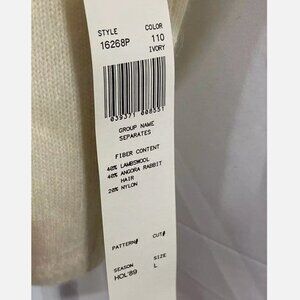 STYLE COLOR
16268P 110
IVORY
039371 008551
GROUP NAME
SEPARATES
FIBER CONTENT
40% LAMBSWOOL
40% ANGORA RABBIT
HAIR
20% NYLON
PATTERN# CUT#
SEASON SIZE
HOL'89 L